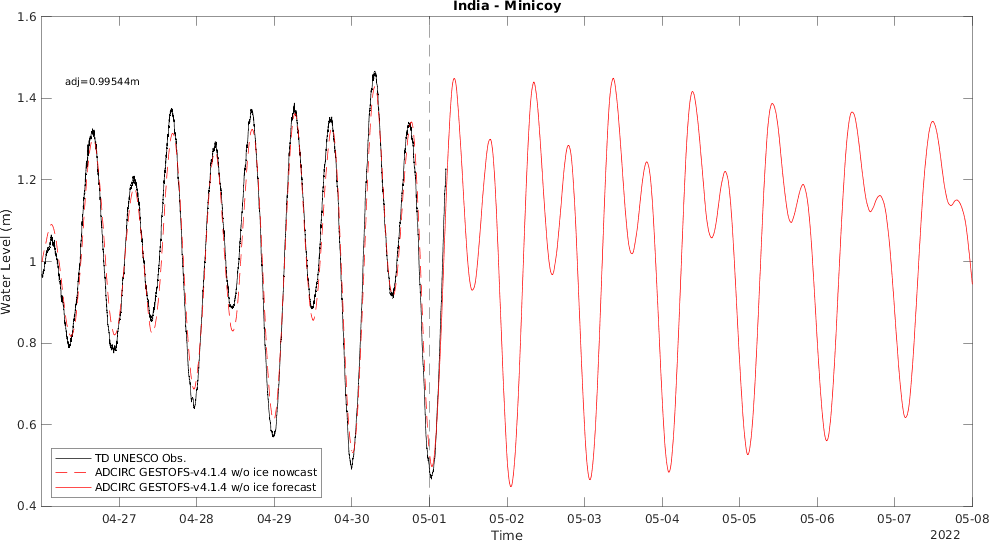 India - Minicoy
1.6
1.4
1.2
1
0.8
0.6
0.4
Water Level (m)
adj=0.99544m
TD UNESCO Obs.
ADCIRC GESTOFS-v4.1.4 w/o ice nowcast
ADCIRC GESTOFS-v4.1.4 w/o ice forecast
04-27 04-28 04-29 04-30 05-01 05-02 05-03 05-04 05-05 05-06 05-07 05-08
Time
2022